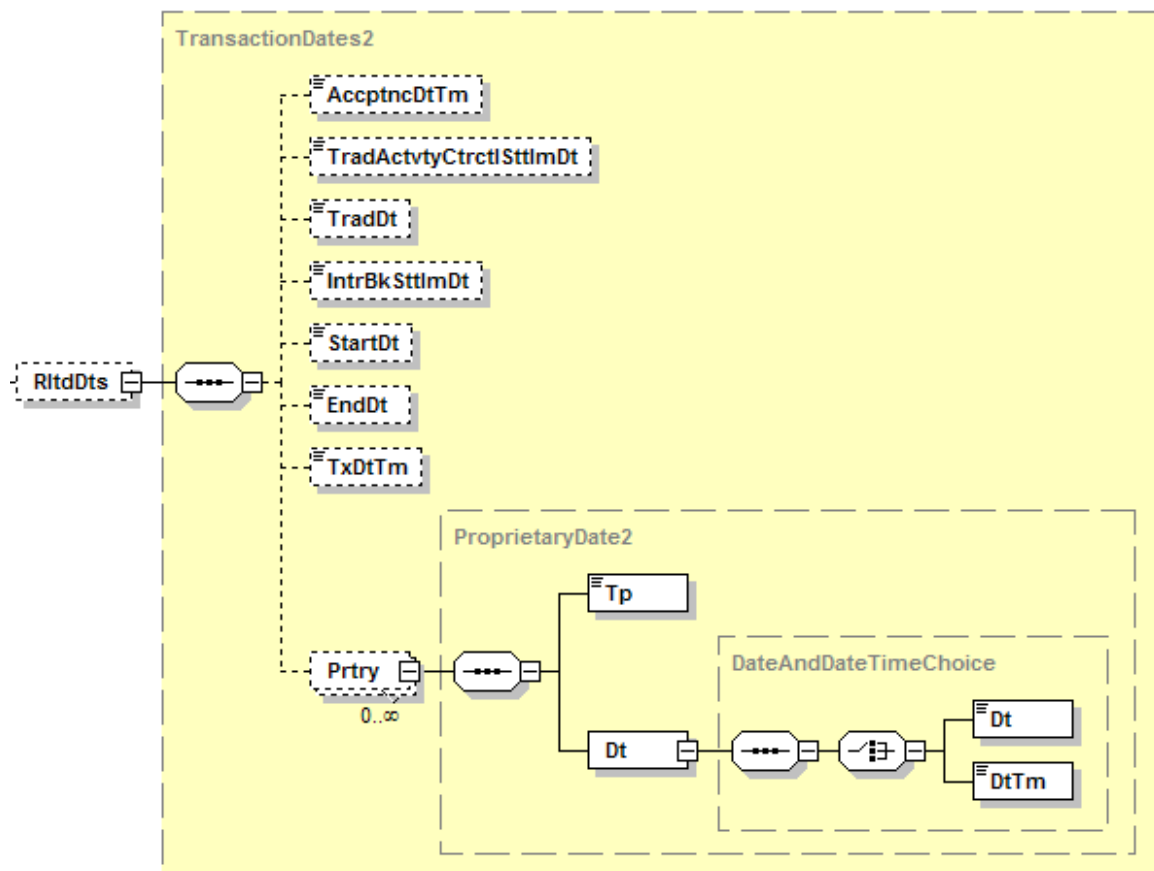 TransactionDates2
AccptncDtTm
TradActvtyCtrctlSttlmDt
TradDt
IntrBkSttlmDt
StartDt
RltdDts
EndDt
TxDtTm
ProprietaryDate2
Tp
DateAndDateTimeChoice
Prtry
0..∞
Dt
Dt
DtTm